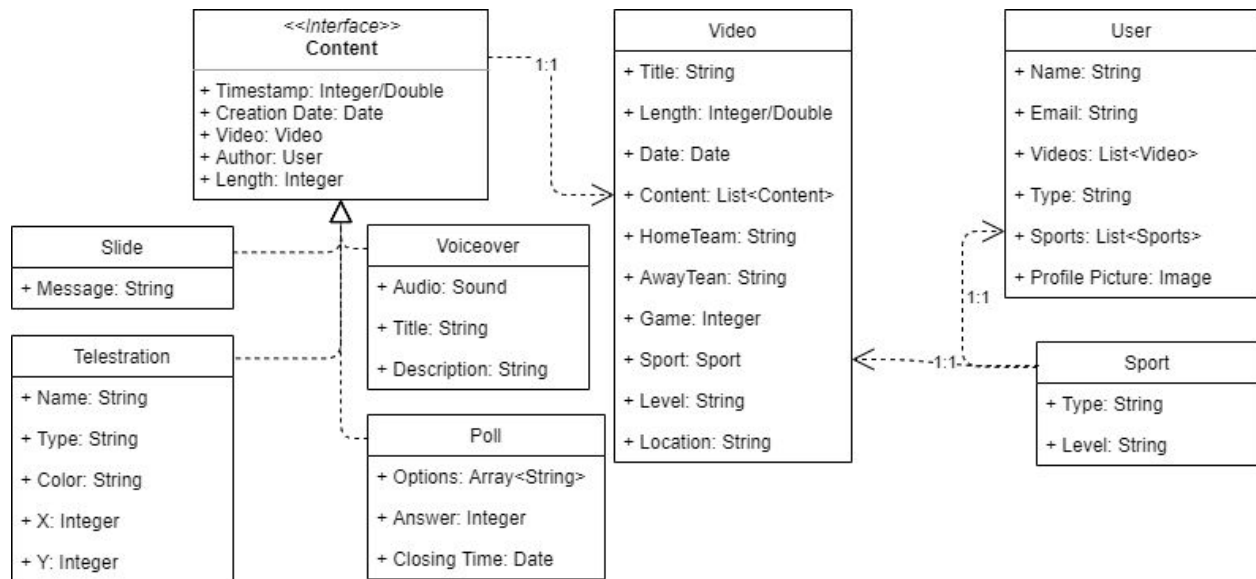 <<Interface>>
Content
+ Timestamp: Integer/Double
+ Creation Date: Date
+ Video: Video
+ Author: User
+ Length: Integer
1:1
Slide
+ Message: String
Telestration
+ Name: String
+ Type: String
+ Color: String
+ X: Integer
+ Y: Integer
Voiceover
+ Audio: Sound
+ Title: String
+ Description: String
Poll
+ Options: Array<String>
+ Answer: Integer
+ Closing Time: Date
Video
+ Title: String
+ Length: Integer/Double
+ Date: Date
+ Content: List<Content>
+ HomeTeam: String
+ AwayTean: String
+ Game: Integer
+ Sport: Sport
+ Level: String
+ Location: String
User
+ Name: String
+ Email: String
+ Videos: List<Video>
+ Type: String
+ Sports: List<Sports>
+ Profile Picture: Image
1:1
1:1
Sport
+ Type: String
+ Level: String